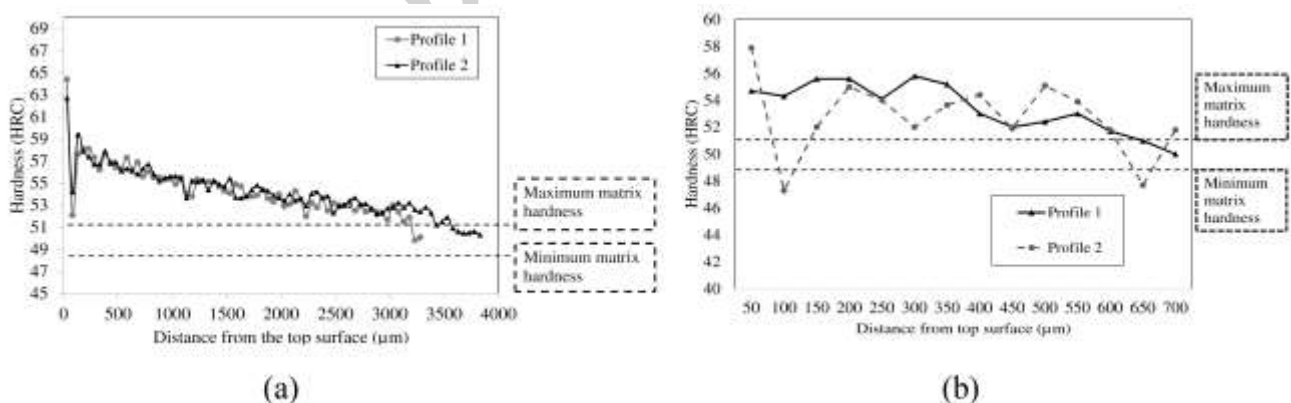 69
67
65
63
61
59
57
55
53
51
49
47
45
Hardness (HRC)
Profile 1
Profile 2
0 500 1000 1500 2000 2500 3000 3500 4000
Distance from the top surface (µm)
Maximum matrix
hardness
Minimum matrix
hardness
(a)
60
58
56
54
52
50
48
46
44
42
40
Hardness (HRC)
Profile 1
Profile 2
50 100 150 200 250 300 350 400 450 500 550 600 650 700
Distance from top surface (µm)
Maximum
matrix
hardness
Minimum
matrix
hardness
(b)